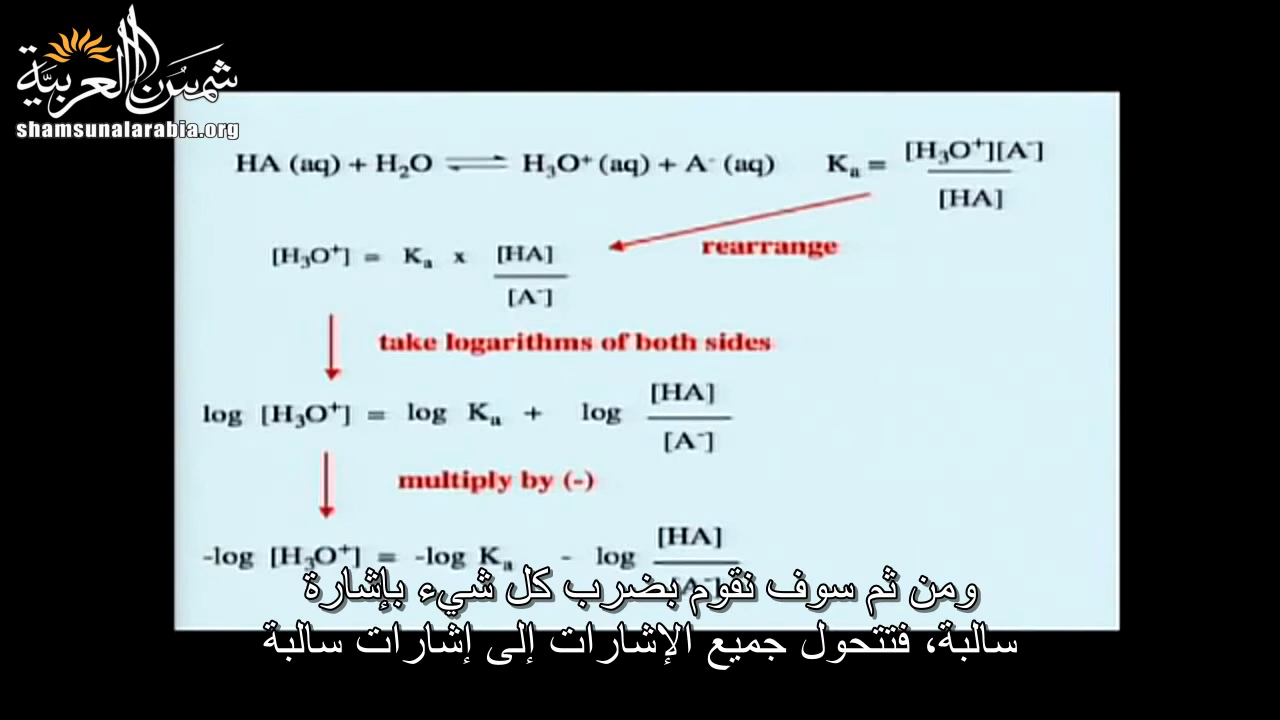 شمس العربية
shamsunalarabia.org
HA (aq) + H₂O ⇌ H₃O⁺ (aq) + A⁻ (aq) Kₐ = [H₃O⁺][A⁻]
[HA]
rearrange
[H₃O⁺] = Kₐ x [HA]
[A⁻]
take logarithms of both sides
log [H₃O⁺] = log Kₐ + log [HA]
[A⁻]
multiply by (-)
-log [H₃O⁺] = -log Kₐ - log [HA]
[A⁻]
ومن ثم سوف نقوم بضرب كل شيء بإشارة
سالبة، فتتحول جميع الإشارات إلى إشارات سالبة